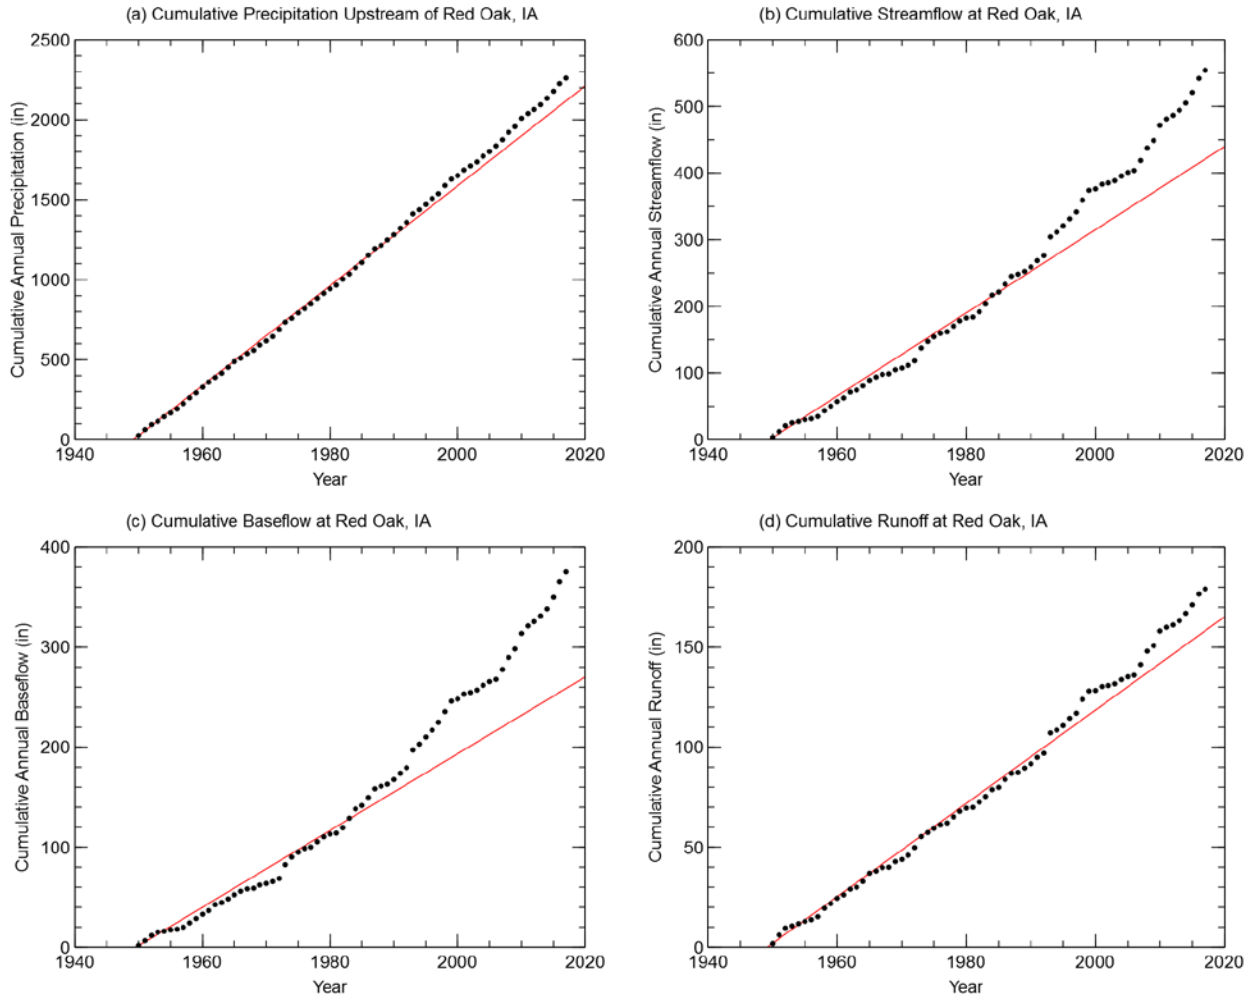 (a) Cumulative Precipitation Upstream of Red Oak, IA
Cumulative Annual Precipitation (in)
2500
2000
1500
1000
500
0
1940 1960 1980 2000 2020
Year
(b) Cumulative Streamflow at Red Oak, IA
Cumulative Annual Streamflow (in)
600
500
400
300
200
100
0
1940 1960 1980 2000 2020
Year
(c) Cumulative Baseflow at Red Oak, IA
Cumulative Annual Baseflow (in)
400
300
200
100
0
1940 1960 1980 2000 2020
Year
(d) Cumulative Runoff at Red Oak, IA
Cumulative Annual Runoff (in)
200
150
100
50
0
1940 1960 1980 2000 2020
Year